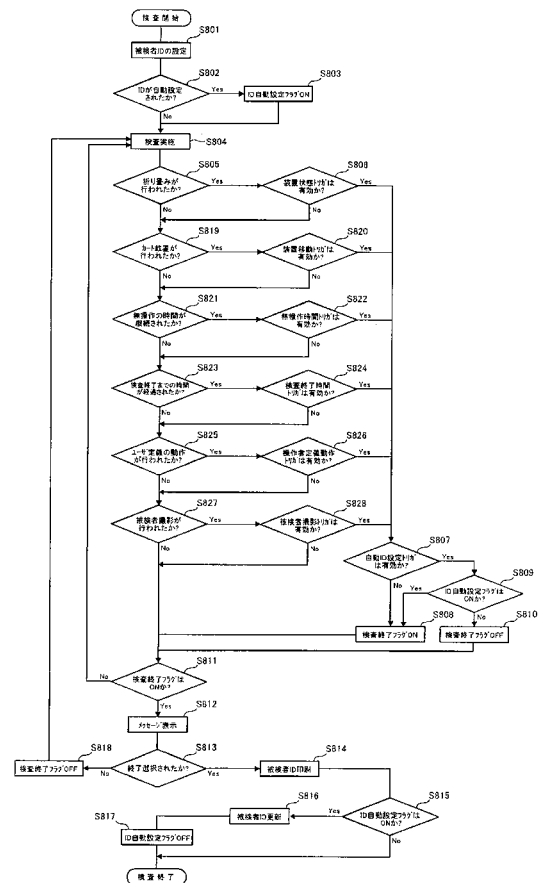 検査開始
S801
被検者IDの設定
S802
IDが自動設定
されたか?
Yes
No
S803
ID自動設定フラグON
S804
検査実施
S805
折り畳みが
行われたか?
Yes
No
S806
装置状態トリガは
有効か?
Yes
No
S819
カート放置が
行われたか?
Yes
No
S820
装置移動トリガは
有効か?
Yes
No
S821
無操作の時間が
継続されたか?
Yes
No
S822
無操作時間トリガは
有効か?
Yes
No
S823
検査終了までの時間
が経過されたか?
Yes
No
S824
検査終了時間
トリガは有効か?
Yes
No
S825
ユーザ定義の動作
が行われたか?
Yes
No
S826
操作者定義動作
トリガは有効か?
Yes
No
S827
被検者撮影が
行われたか?
Yes
No
S828
被検者撮影トリガは
有効か?
Yes
No
S807
自動ID設定トリガ
は有効か?
Yes
No
S809
ID自動設定フラグは
ONか?
Yes
No
S808
検査終了フラグON
S810
検査終了フラグOFF
S811
検査終了フラグは
ONか?
No
Yes
S812
メッセージ表示
S813
終了選択されたか?
No
Yes
S818
検査終了フラグOFF
S814
被検者ID印刷
S815
ID自動設定フラグは
ONか?
Yes
No
S816
被検者ID更新
S817
ID自動設定フラグOFF
検査終了